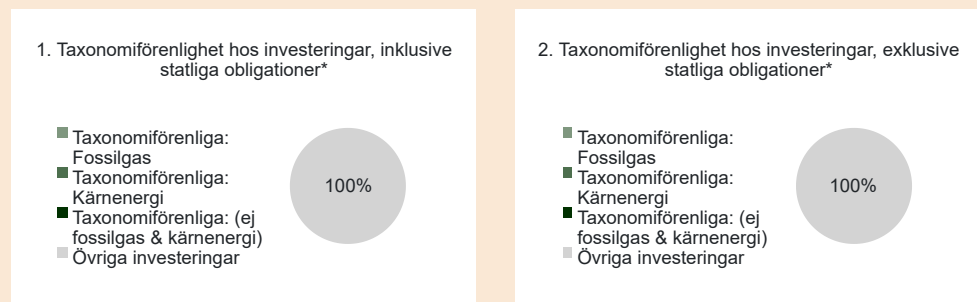 1. Taxonomiförenlighet hos investeringar, inklusive
statliga obligationer*
Taxonomiförenliga:
Fossilgas
Taxonomiförenliga:
Kärnenergi
Taxonomiförenliga: (ej
fossilgas & kärnenergi)
Övriga investeringar
100%
2. Taxonomiförenlighet hos investeringar, exklusive
statliga obligationer*
Taxonomiförenliga:
Fossilgas
Taxonomiförenliga:
Kärnenergi
Taxonomiförenliga: (ej
fossilgas & kärnenergi)
Övriga investeringar
100%